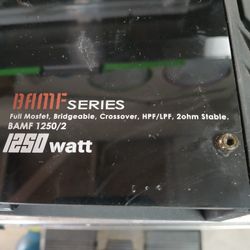 BAMF SERIES
Full Mosfet, Bridgeable, Crossover, HPF/LPF, 2ohm Stable.
BAMF 1250/2
1250 watt